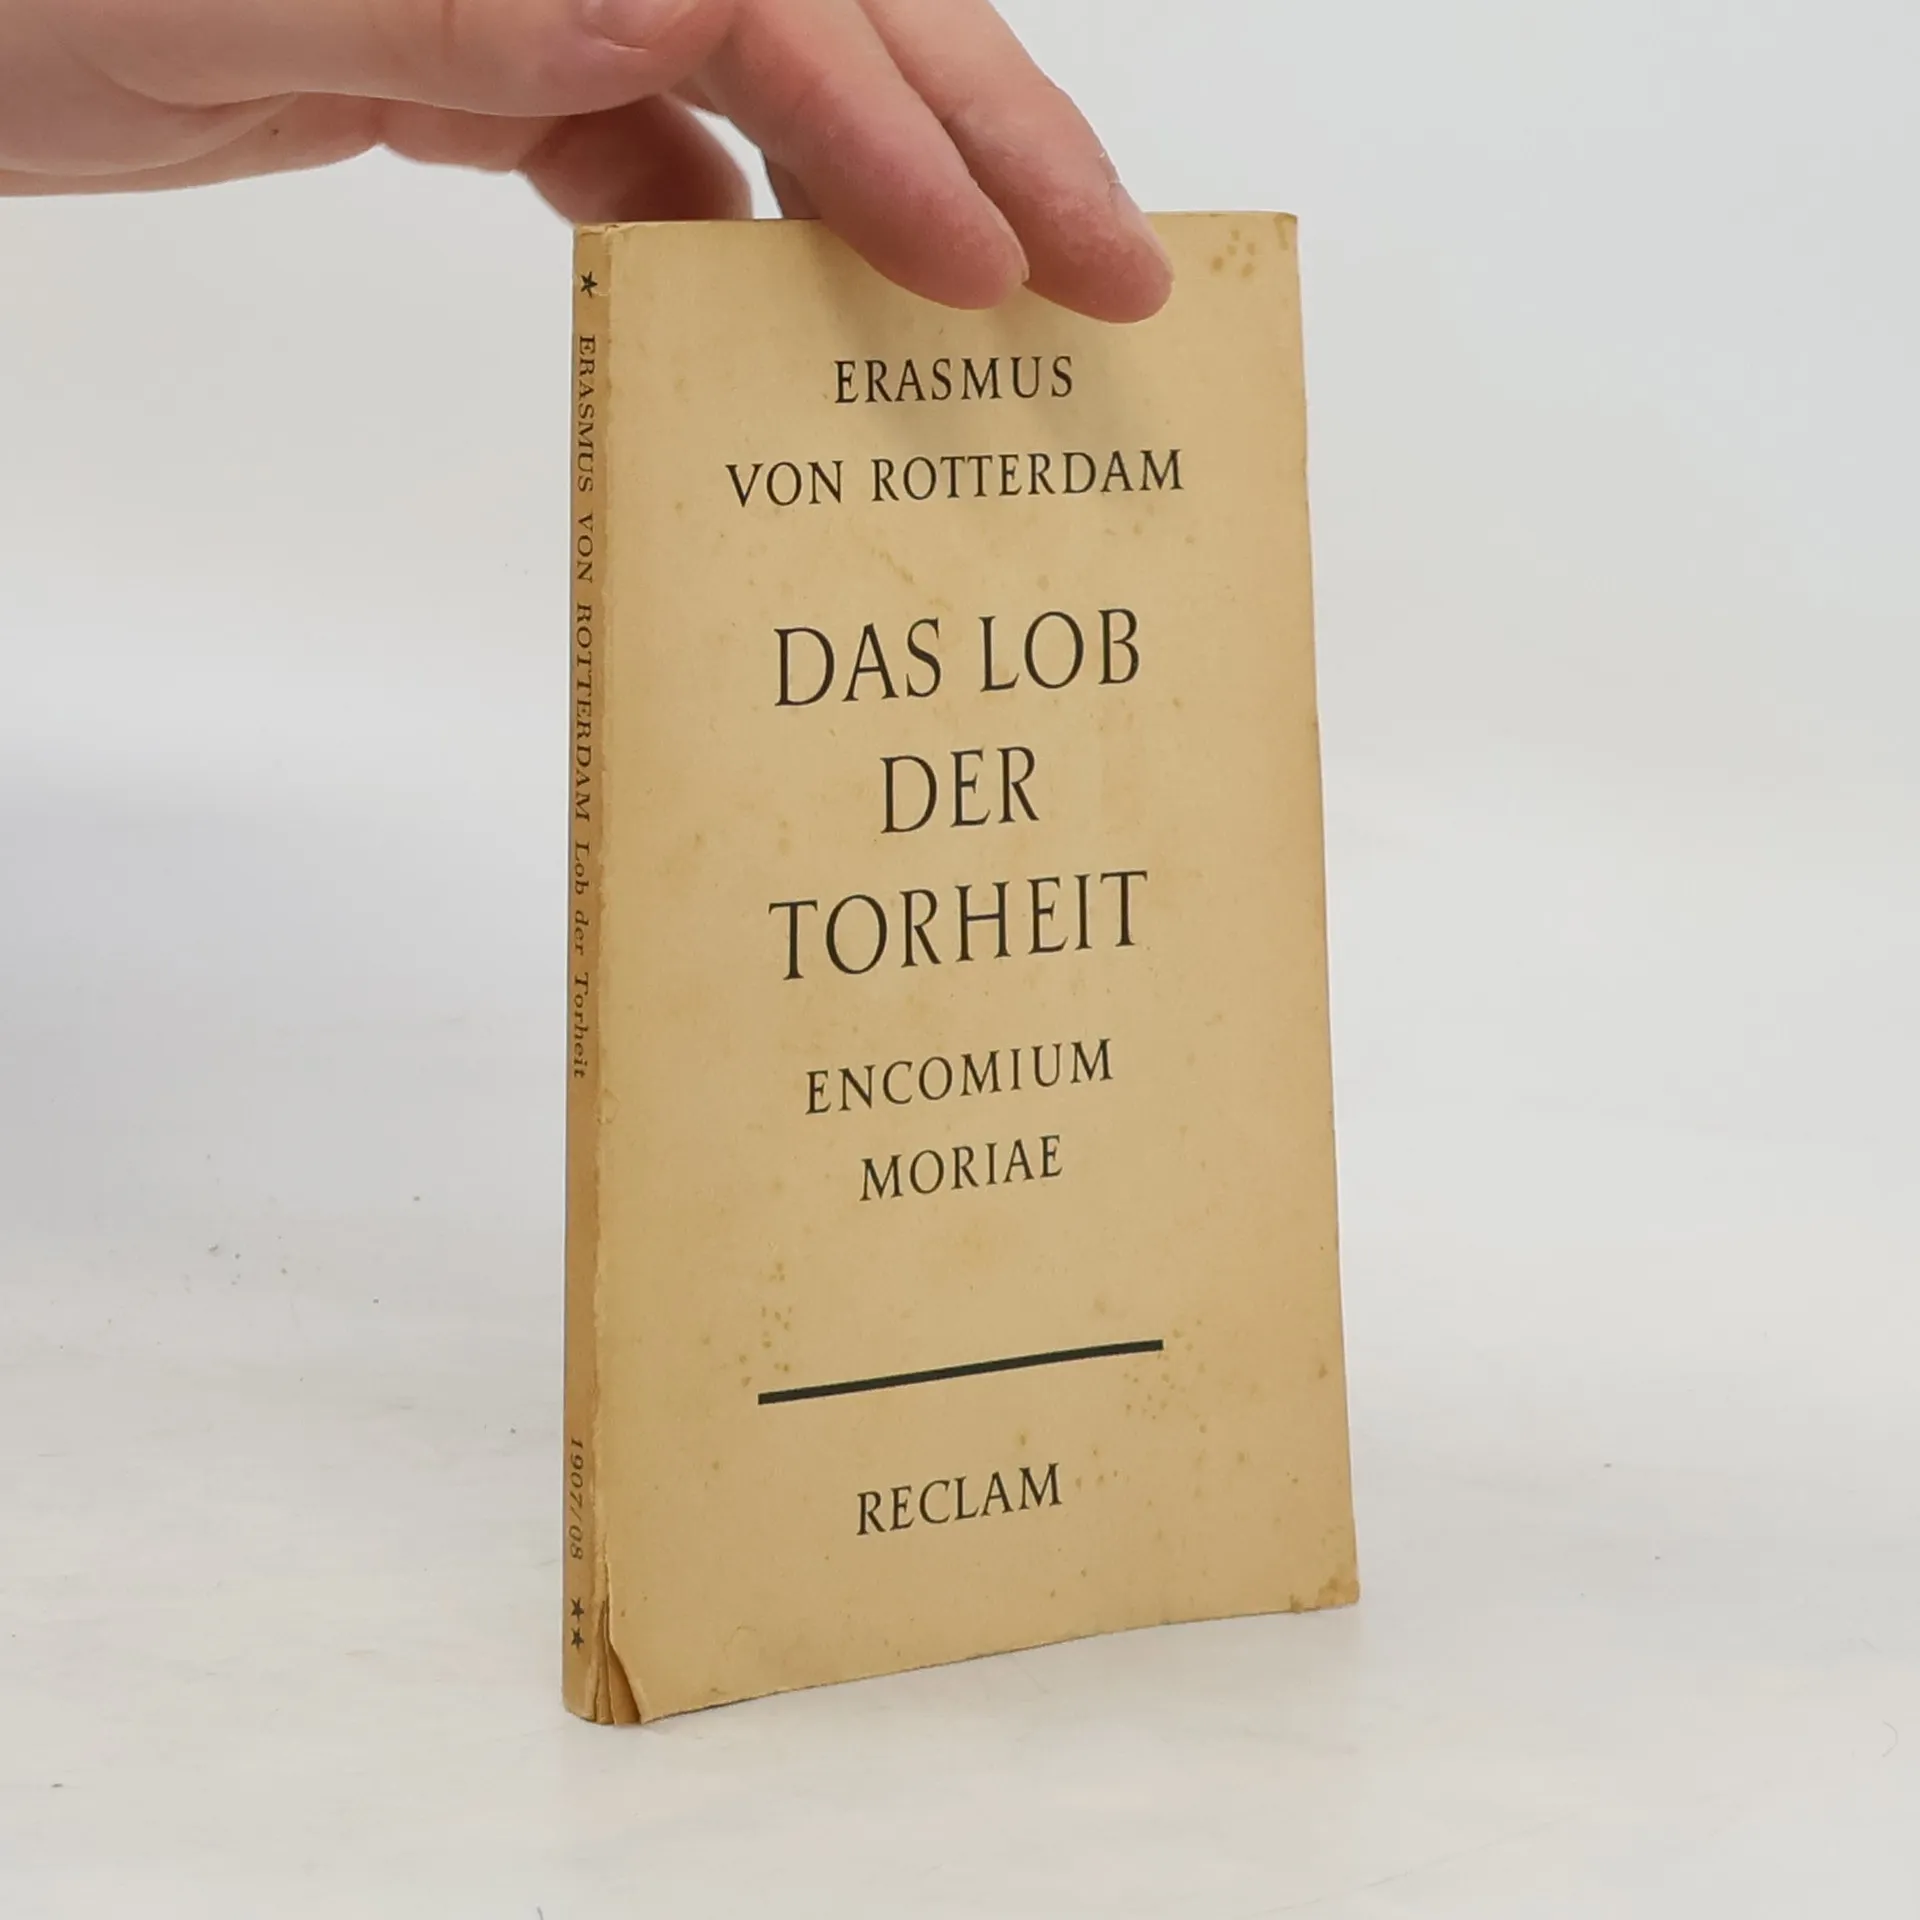 ERASMUS
VON ROTTERDAM
DAS LOB
DER
TORHEIT
ENCOMIUM
MORIAE
RECLAM
ERASMUS VON ROTTERDAM Lob der Torheit
1907/08